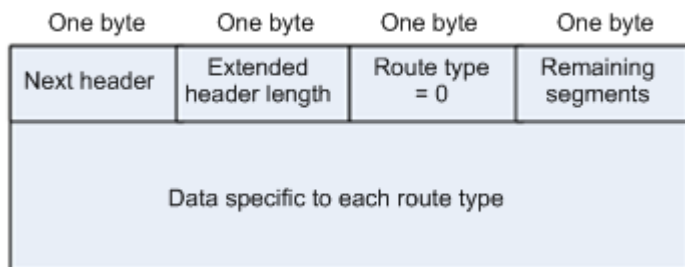 One byte One byte One byte One byte
Next header
Extended
header length
Route type
= 0
Remaining
segments
Data specific to each route type